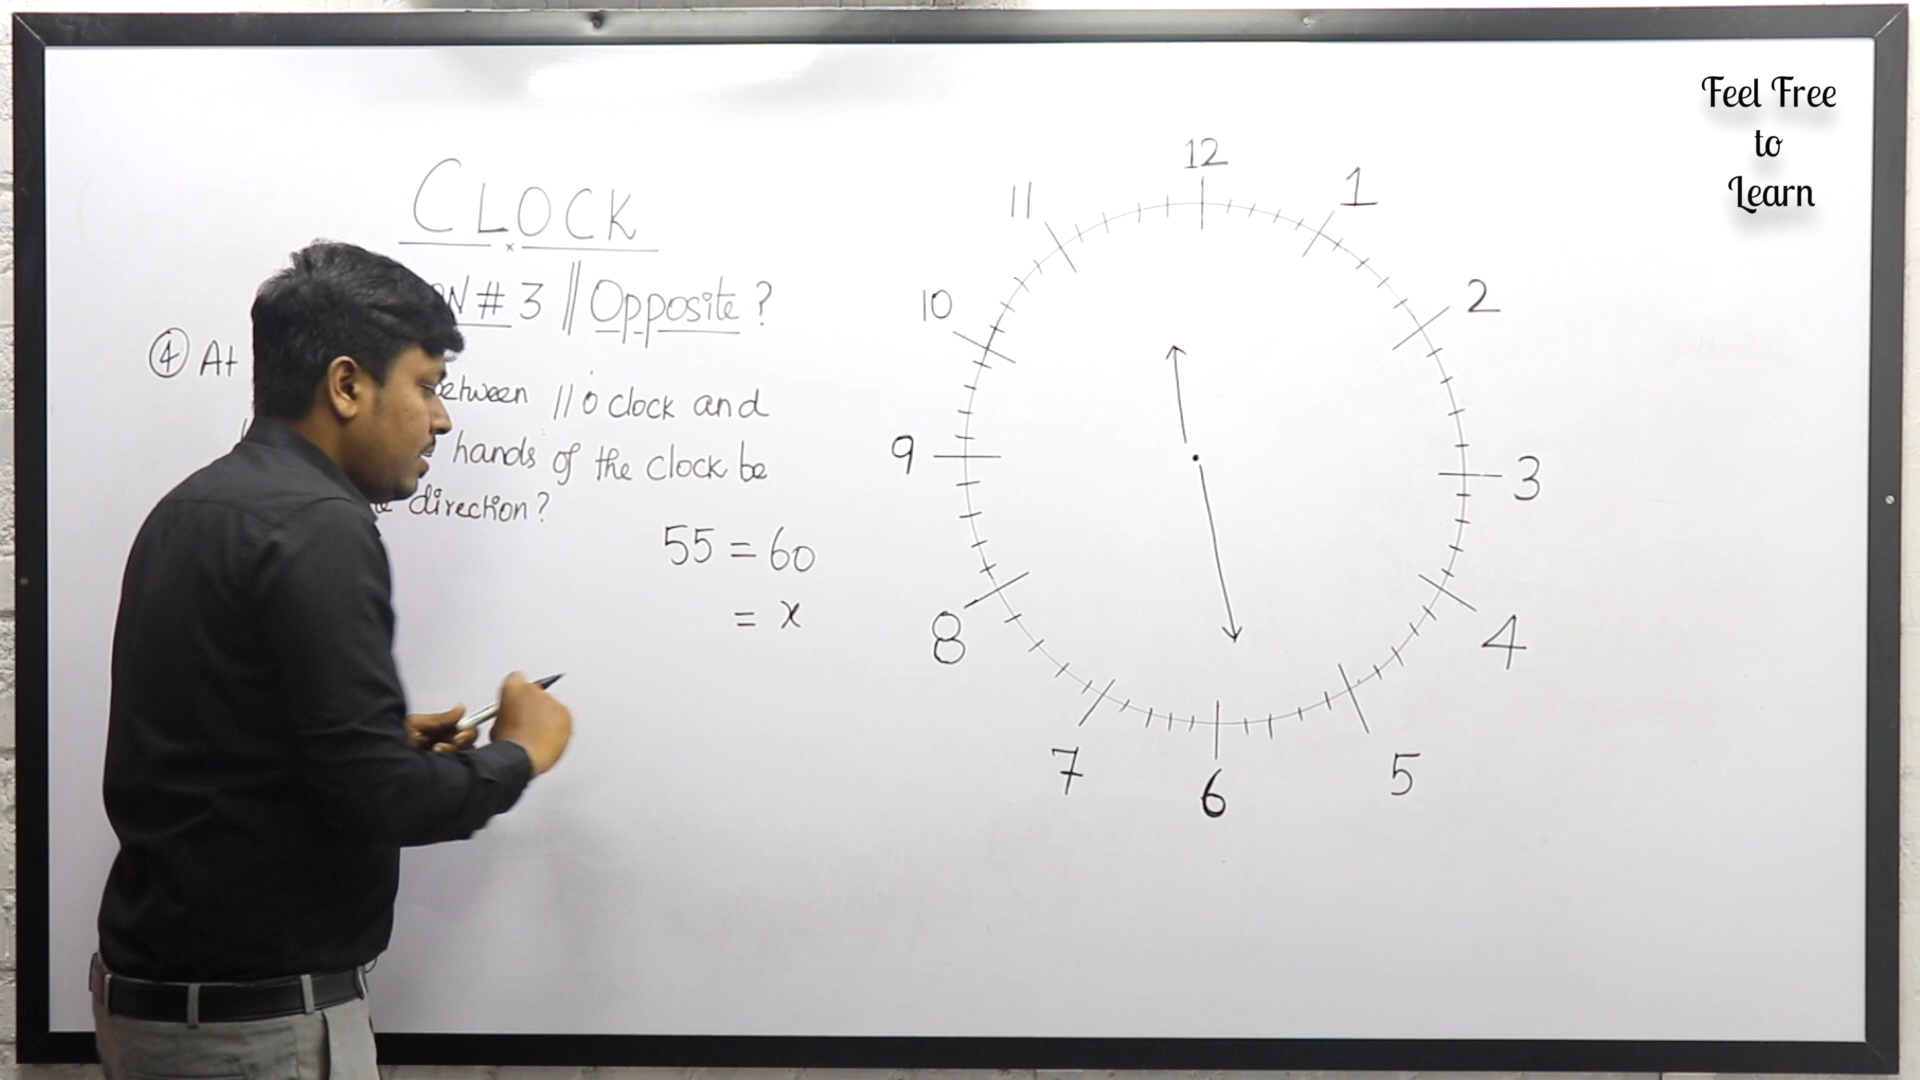 CLOCK
N # 3 || Opposite ?
④ At
between 11 o'clock and
hands of the clock be
direction?
55 = 60
= x
12
1
2
3
4
5
6
7
8
9
10
11
Feel Free
to
Learn